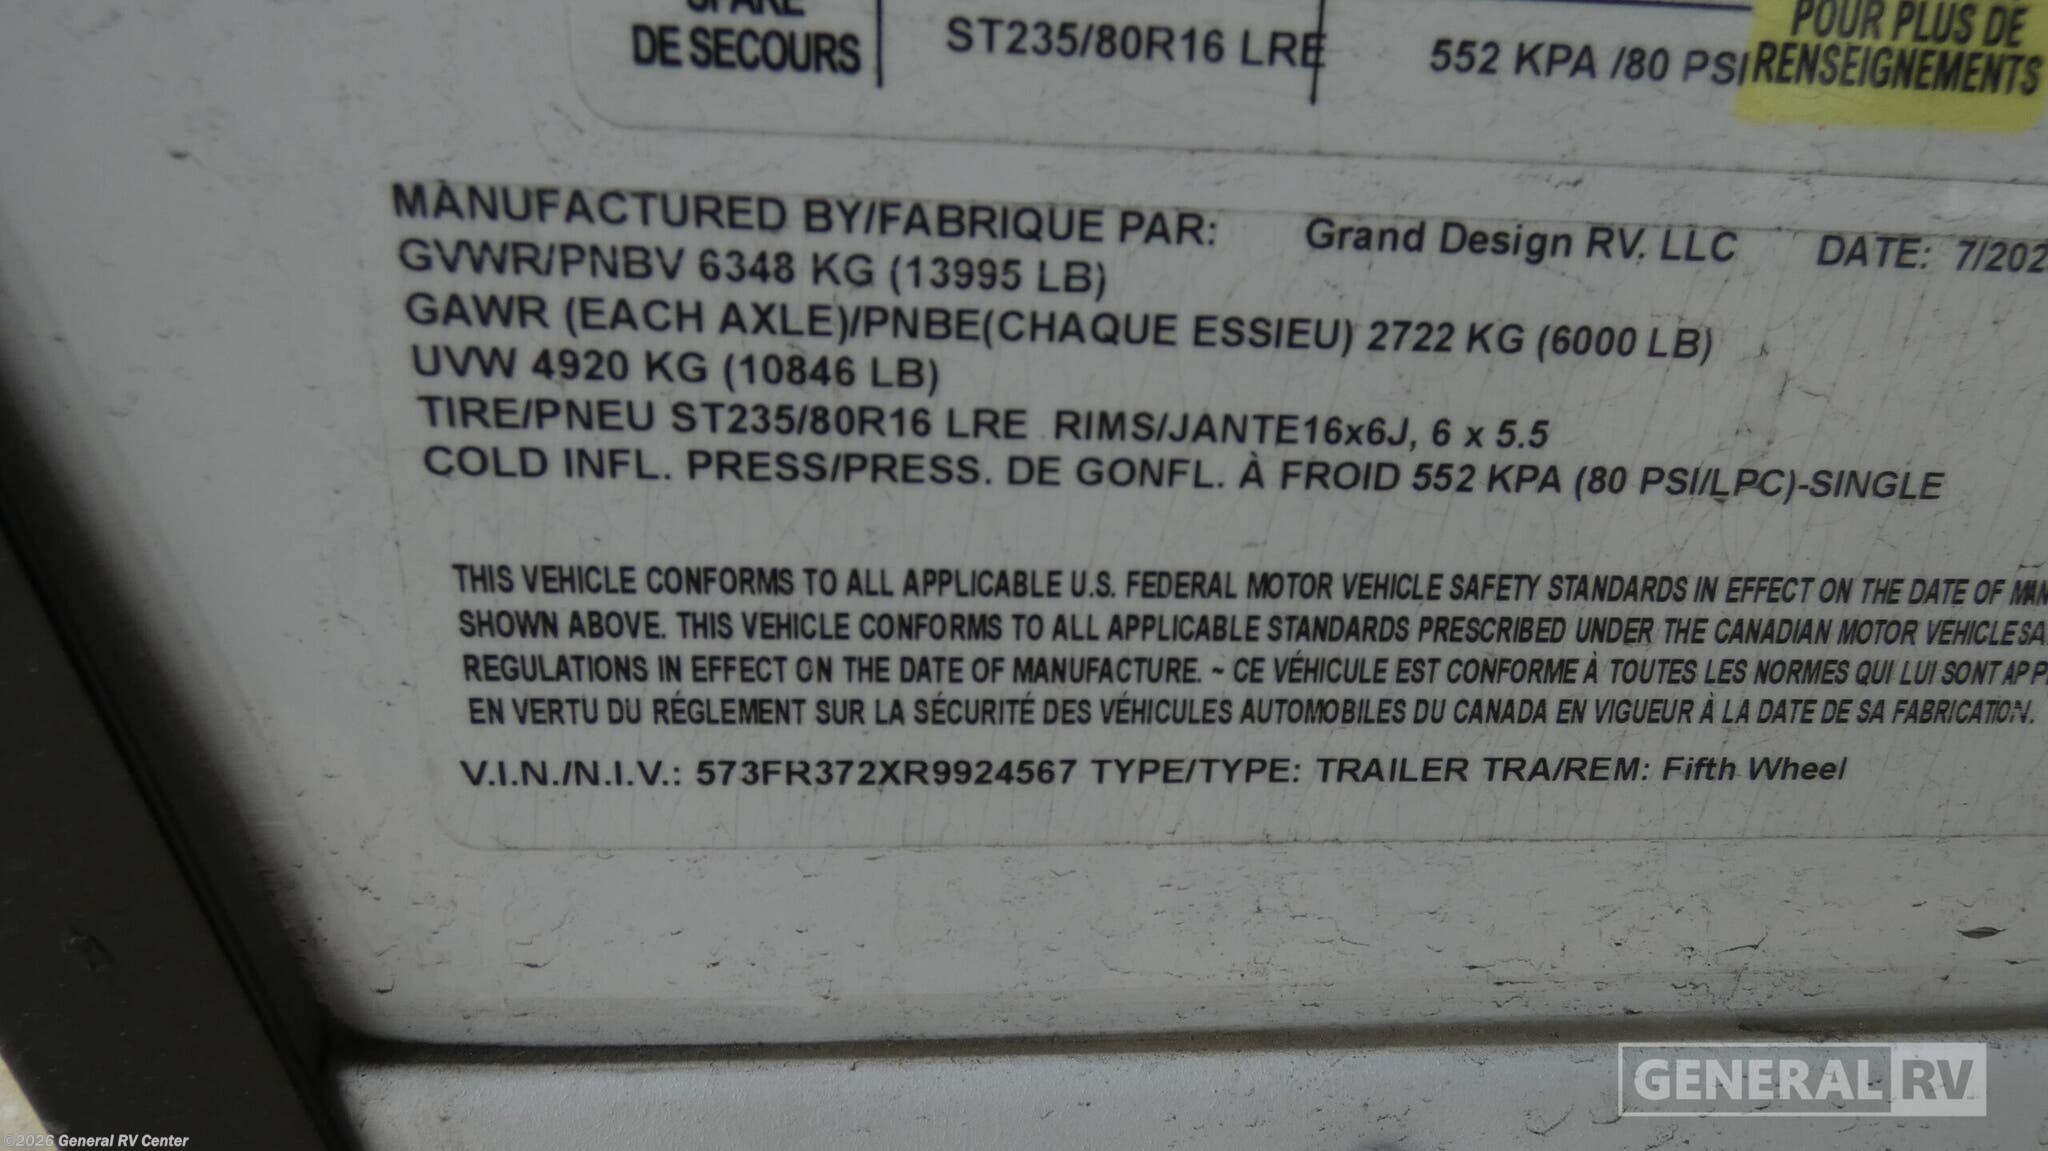 SPARE
DE SECOURS ST235/80R16 LRE 552 KPA /80 PSI
POUR PLUS DE
RENSEIGNEMENTS
MANUFACTURED BY/FABRIQUE PAR: Grand Design RV, LLC DATE: 7/202
GVWR/PNBV 6348 KG (13995 LB)
GAWR (EACH AXLE)/PNBE(CHAQUE ESSIEU) 2722 KG (6000 LB)
UVW 4920 KG (10846 LB)
TIRE/PNEU ST235/80R16 LRE RIMS/JANTE16x6J, 6 x 5.5
COLD INFL. PRESS/PRESS. DE GONFL. À FROID 552 KPA (80 PSI/LPC)-SINGLE
THIS VEHICLE CONFORMS TO ALL APPLICABLE U.S. FEDERAL MOTOR VEHICLE SAFETY STANDARDS IN EFFECT ON THE DATE OF MAN
SHOWN ABOVE. THIS VEHICLE CONFORMS TO ALL APPLICABLE STANDARDS PRESCRIBED UNDER THE CANADIAN MOTOR VEHICLE SA
REGULATIONS IN EFFECT ON THE DATE OF MANUFACTURE. ~ CE VÉHICULE EST CONFORME À TOUTES LES NORMES QUI LUI SONT APP
EN VERTU DU RÉGLEMENT SUR LA SÉCURITÉ DES VÉHICULES AUTOMOBILES DU CANADA EN VIGUEUR À LA DATE DE SA FABRICATION.
V.I.N./N.I.V.: 573FR372XR9924567 TYPE/TYPE: TRAILER TRA/REM: Fifth Wheel
GENERAL RV
©2026 General RV Center